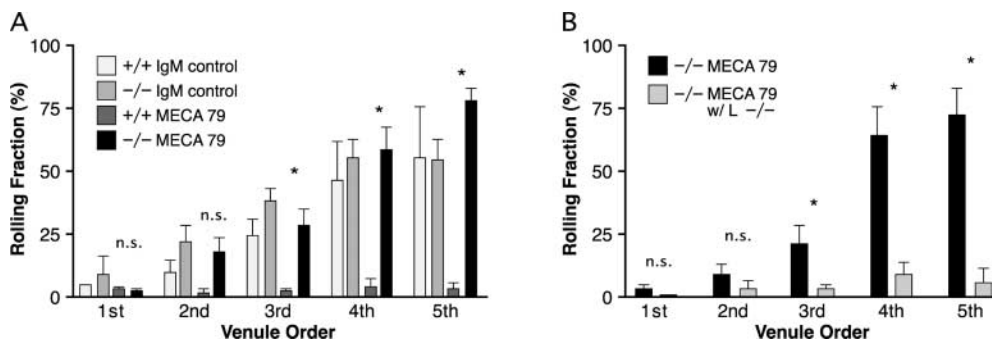 A
Rolling Fraction (%)
100
75
50
25
0
+/+ IgM control
−/− IgM control
+/+ MECA 79
−/− MECA 79
n.s.
n.s.
*
*
*
1st 2nd 3rd 4th 5th
Venule Order
B
Rolling Fraction (%)
100
75
50
25
0
−/− MECA 79
−/− MECA 79
w/ L −/−
n.s.
n.s.
*
*
*
1st 2nd 3rd 4th 5th
Venule Order